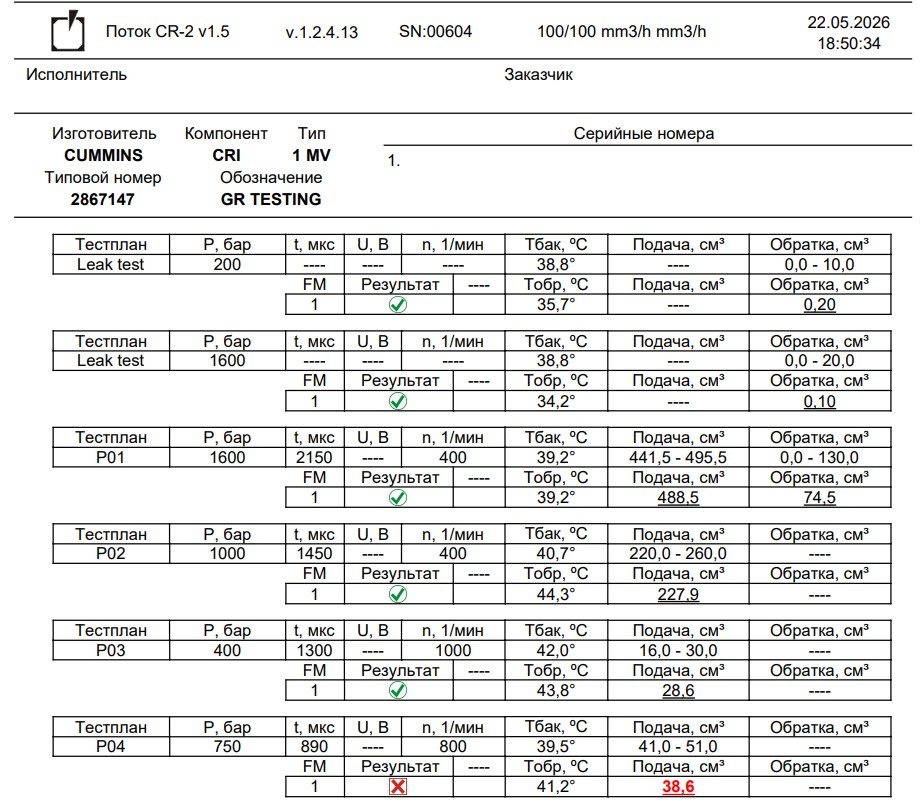 Поток CR-2 v1.5 v.1.2.4.13 SN:00604 100/100 mm3/h mm3/h 22.05.2026
18:50:34
Исполнитель Заказчик
Изготовитель Компонент Тип Серийные номера
CUMMINS CRI 1 MV 1.
Типовой номер Обозначение
2867147 GR TESTING
Тестплан P, бар t, мкс U, В n, 1/мин Тбак, ºC Подача, см³ Обратка, см³
Leak test 200 ---- ---- ---- 38,8° ---- 0,0 - 10,0
FM Результат ---- Тобр, ºC Подача, см³ Обратка, см³
1 35,7° ---- 0,20
Тестплан P, бар t, мкс U, В n, 1/мин Тбак, ºC Подача, см³ Обратка, см³
Leak test 1600 ---- ---- ---- 38,8° ---- 0,0 - 20,0
FM Результат ---- Тобр, ºC Подача, см³ Обратка, см³
1 34,2° ---- 0,10
Тестплан P, бар t, мкс U, В n, 1/мин Тбак, ºC Подача, см³ Обратка, см³
P01 1600 2150 ---- 400 39,2° 441,5 - 495,5 0,0 - 130,0
FM Результат ---- Тобр, ºC Подача, см³ Обратка, см³
1 39,2° 488,5 74,5
Тестплан P, бар t, мкс U, В n, 1/мин Тбак, ºC Подача, см³ Обратка, см³
P02 1000 1450 ---- 400 40,7° 220,0 - 260,0 ----
FM Результат ---- Тобр, ºC Подача, см³ Обратка, см³
1 44,3° 227,9 ----
Тестплан P, бар t, мкс U, В n, 1/мин Тбак, ºC Подача, см³ Обратка, см³
P03 400 1300 ---- 1000 42,0° 16,0 - 30,0 ----
FM Результат ---- Тобр, ºC Подача, см³ Обратка, см³
1 43,8° 28,6 ----
Тестплан P, бар t, мкс U, В n, 1/мин Тбак, ºC Подача, см³ Обратка, см³
P04 750 890 ---- 800 39,5° 41,0 - 51,0 ----
FM Результат ---- Тобр, ºC Подача, см³ Обратка, см³
1 41,2° 38,6 ----